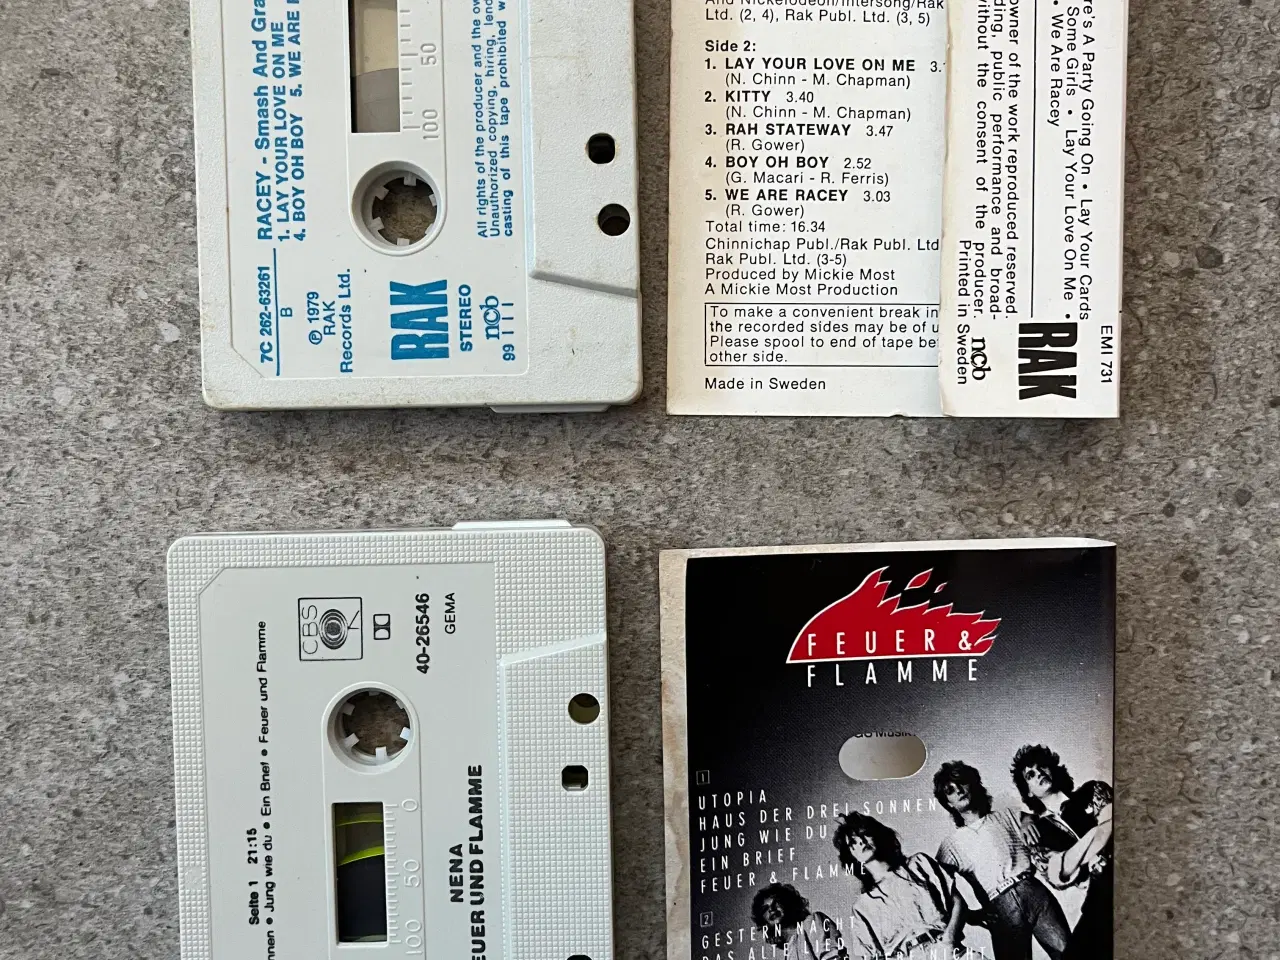 RACEY - Smash And
1. LAY YOUR LOVE ON ME
4. BOY OH BOY 5. WE ARE
7C 262-63261
B
℗ 1979
RAK
Records Ltd.
RAK
STEREO
ncb
99 1 1 1
50
100
All rights of the producer and the
Unauthorized copying, hiring,
casting of this tape prohibited
Ltd. (2, 4), Rak Publ. Ltd. (3, 5)
Side 2:
1. LAY YOUR LOVE ON ME 3.
(N. Chinn - M. Chapman)
2. KITTY 3.40
(N. Chinn - M. Chapman)
3. RAH STATEWAY 3.47
(R. Gower)
4. BOY OH BOY 2.52
(G. Macari - R. Ferris)
5. WE ARE RACEY 3.03
(R. Gower)
Total time: 16.34
Chinnichap Publ./Rak Publ. Ltd
Rak Publ. Ltd. (3-5)
Produced by Mickie Most
A Mickie Most Production
To make a convenient break in
the recorded sides may be of
Please spool to end of tape
other side.
Made in Sweden
A Party Going On • Lay Your Cards
Some Girls • Lay Your Love On Me •
• We Are Racey
owner of the work reproduced reserved.
public performance and broad-
without the consent of the producer.
Printed in Sweden
ncb
RAK
EMI 731
Seite 1 21:15
• Jung wie du • Ein Brief • Feuer und Flamme
CBS
40-26546
GEMA
NENA
UND FLAMME
0
50
100
FEUER &
FLAMME
1
UTOPIA
HAUS DER DREI SONNEN
JUNG WIE DU
EIN BRIEF
FEUER & FLAMME
2
GESTERN NACHT
DAS ALTE LIED
NICHT